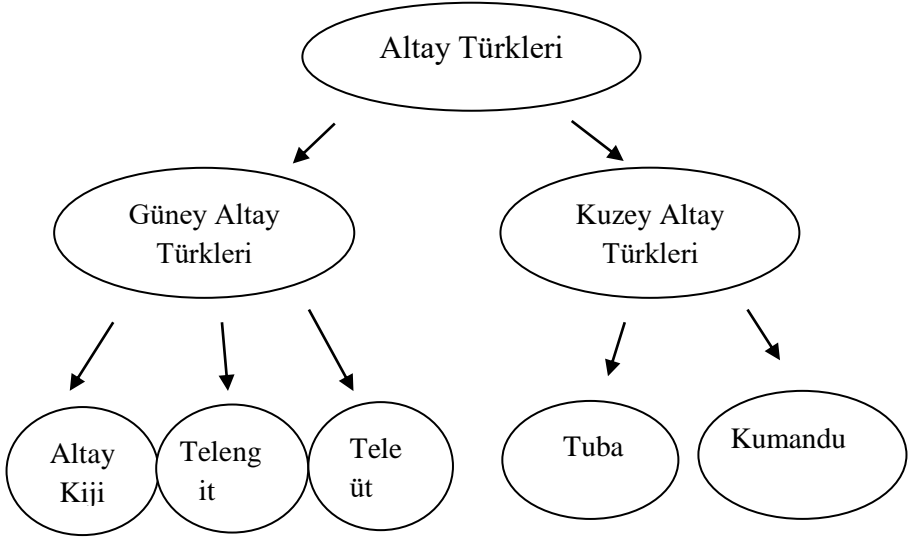 Altay Türkleri
Güney Altay
Türkleri
Kuzey Altay
Türkleri
Altay
Kiji
Teleng
it
Tele
üt
Tuba
Kumandu